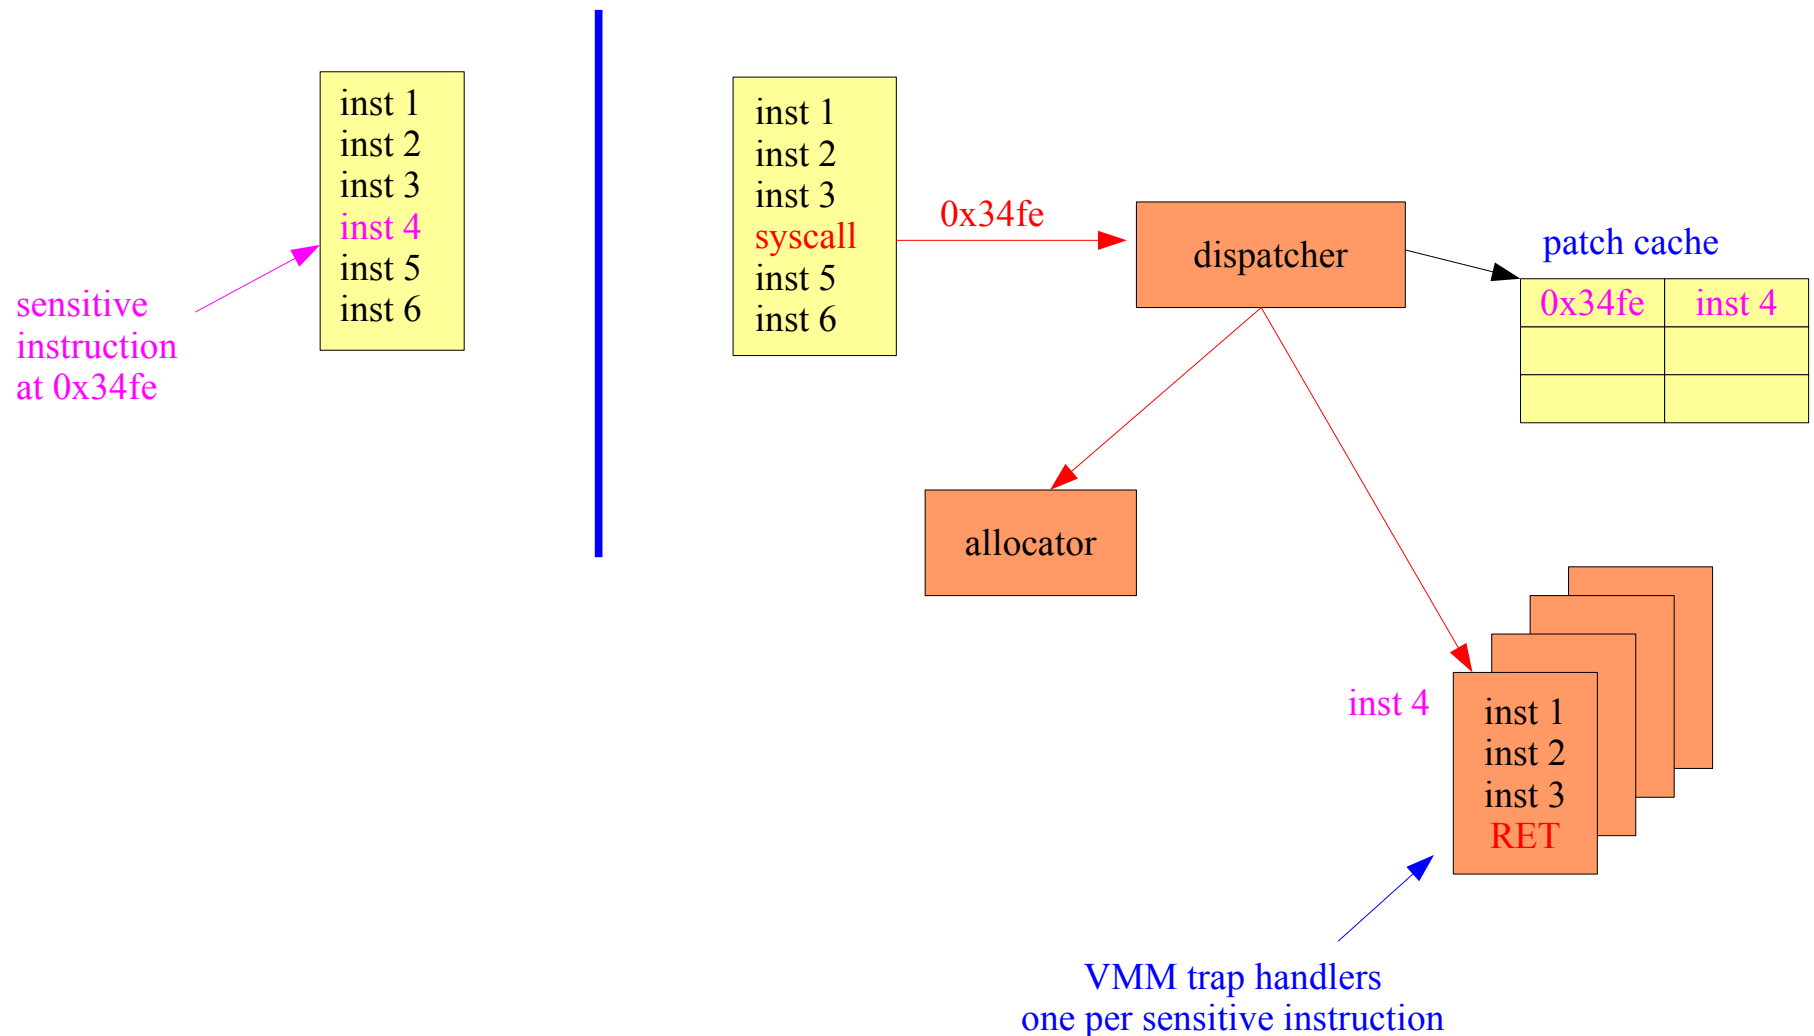 inst 1
inst 2
inst 3
inst 4
inst 5
inst 6
sensitive
instruction
at 0x34fe
inst 1
inst 2
inst 3
syscall
inst 5
inst 6
0x34fe
dispatcher
patch cache
0x34fe inst 4
allocator
inst 4
inst 1
inst 2
inst 3
RET
VMM trap handlers
one per sensitive instruction